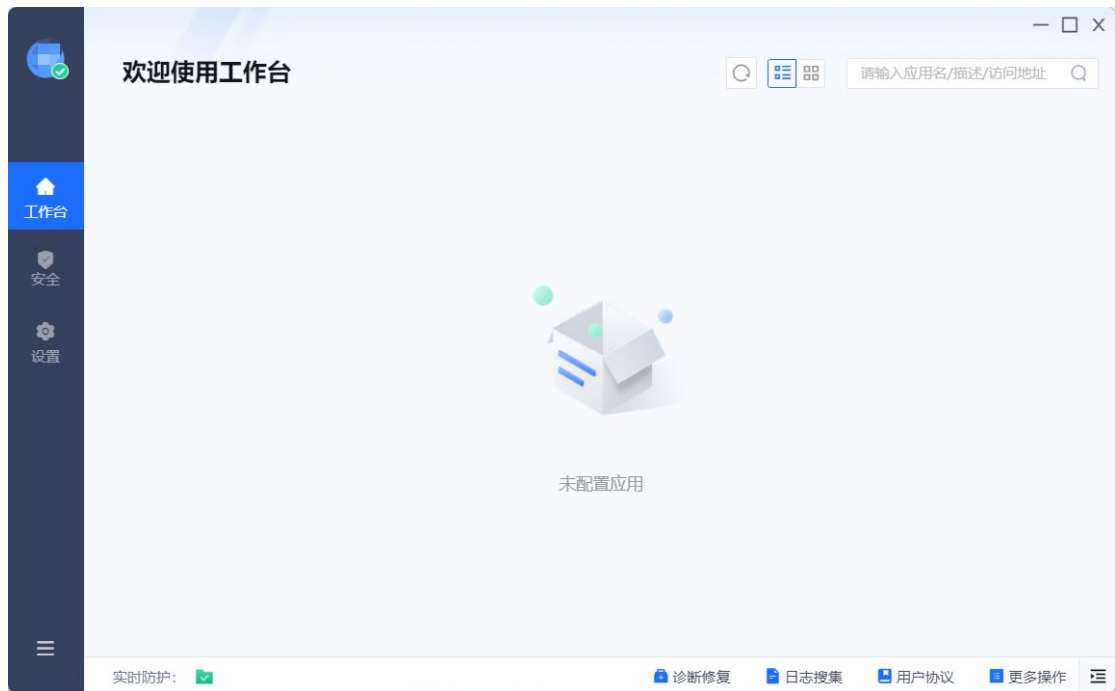 欢迎使用工作台
请输入应用名/描述/访问地址
工作台
安全
设置
未配置应用
实时防护:
诊断修复
日志搜集
用户协议
更多操作